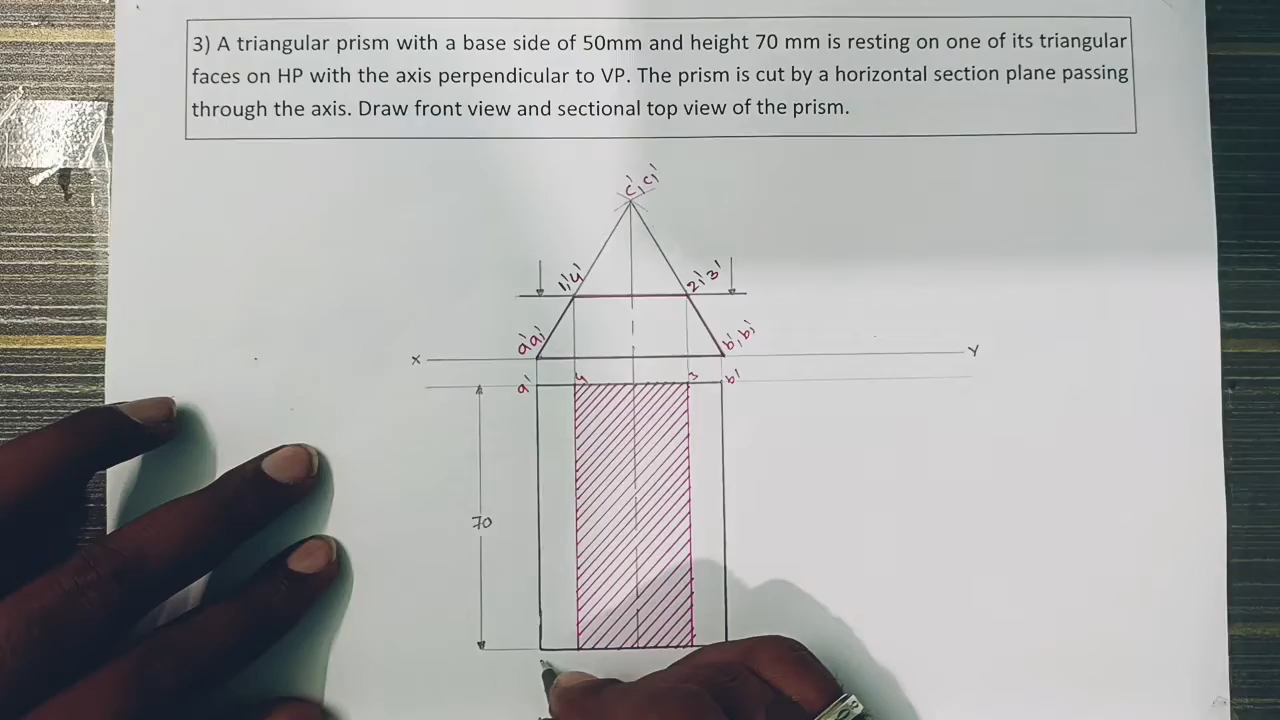 3) A triangular prism with a base side of 50mm and height 70 mm is resting on one of its triangular
faces on HP with the axis perpendicular to VP. The prism is cut by a horizontal section plane passing
through the axis. Draw front view and sectional top view of the prism.
c', c₁'
1', 4'
2', 3'
a' a₁'
b', b₁'
X
Y
a'
4
3
b'
70